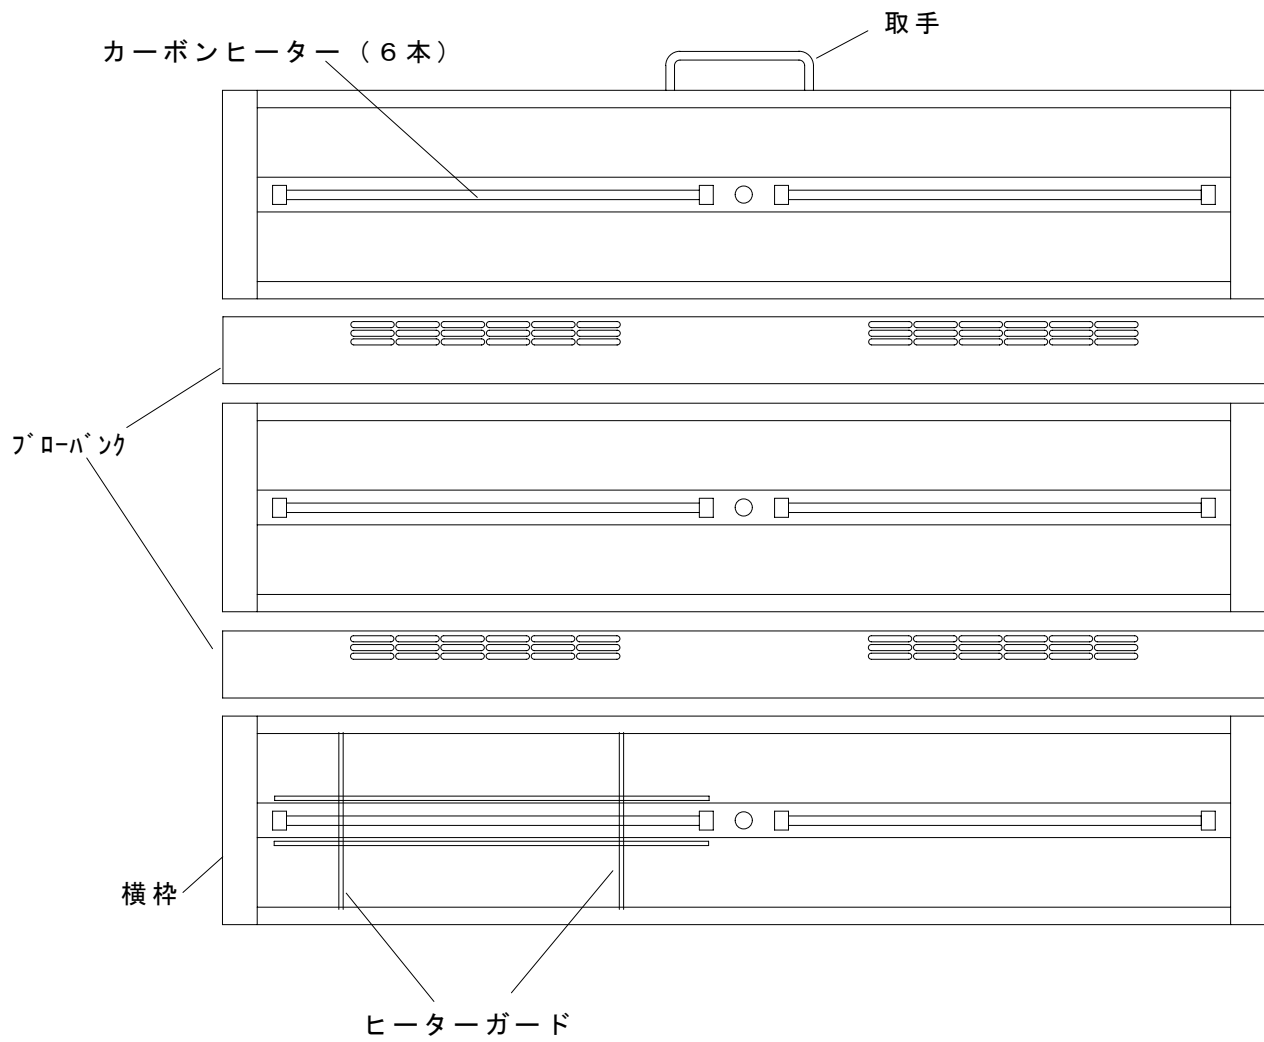 取手
カーボンヒーター（６本）
ﾌﾞﾛｰﾊﾞﾝｸ
横枠
ヒーターガード